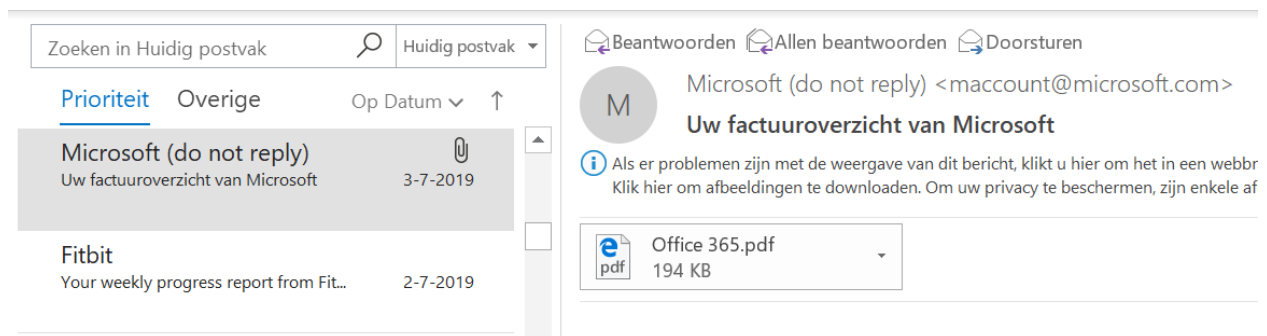 Zoeken in Huidig postvak
Huidig postvak
Prioriteit Overige Op Datum
Microsoft (do not reply)
Uw factuuroverzicht van Microsoft 3-7-2019
Fitbit
Your weekly progress report from Fit... 2-7-2019
Beantwoorden Allen beantwoorden Doorsturen
M
Microsoft (do not reply) <maccount@microsoft.com>
Uw factuuroverzicht van Microsoft
Als er problemen zijn met de weergave van dit bericht, klikt u hier om het in een webbr
Klik hier om afbeeldingen te downloaden. Om uw privacy te beschermen, zijn enkele af
Office 365.pdf
pdf 194 KB